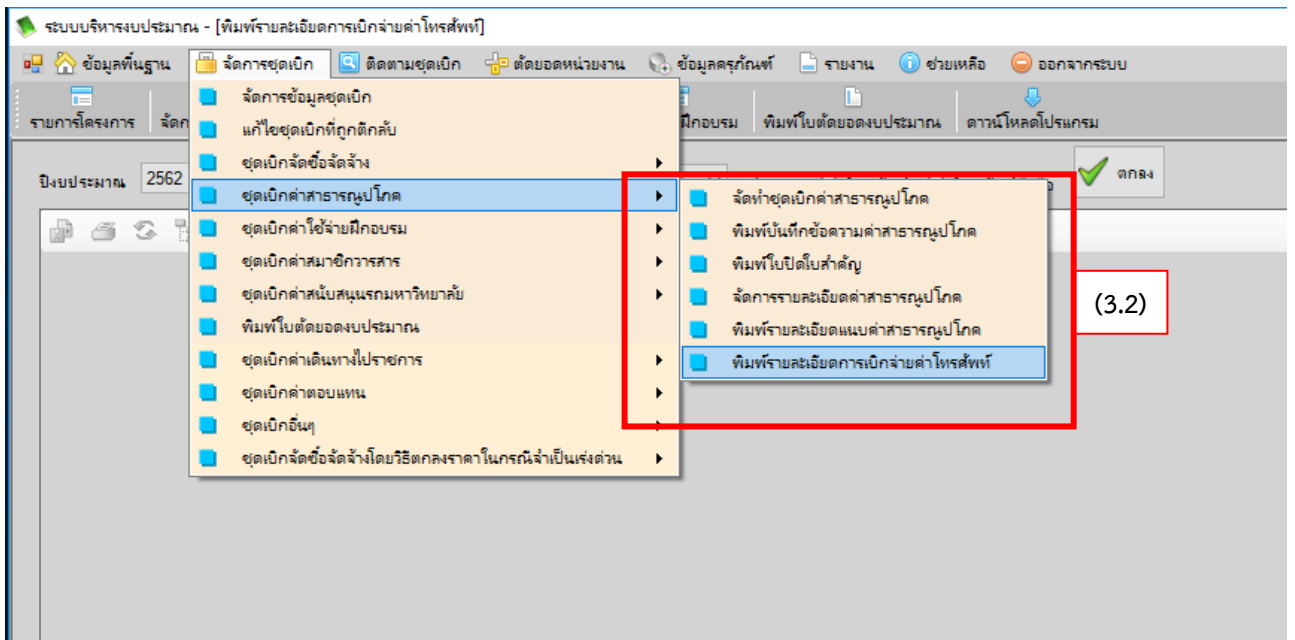 ระบบบริหารงบประมาณ - [พิมพ์รายละเอียดการเบิกจ่ายค่าโทรศัพท์]
ข้อมูลพื้นฐาน จัดการชุดเบิก ติดตามชุดเบิก ตัดยอดหน่วยงาน ข้อมูลครุภัณฑ์ รายงาน ช่วยเหลือ ออกจากระบบ
รายการโครงการ จัดก ฝึกอบรม พิมพ์ใบตัดยอดงบประมาณ ดาวน์โหลดโปรแกรม
ปีงบประมาณ 2562 ตกลง
จัดการข้อมูลชุดเบิก
แก้ไขชุดเบิกที่ถูกตีกลับ
ชุดเบิกจัดซื้อจัดจ้าง
ชุดเบิกค่าสาธารณูปโภค
ชุดเบิกค่าใช้จ่ายฝึกอบรม
ชุดเบิกค่าสมาชิกวารสาร
ชุดเบิกค่าสนับสนุนรถมหาวิทยาลัย
พิมพ์ใบตัดยอดงบประมาณ
ชุดเบิกค่าเดินทางไปราชการ
ชุดเบิกค่าตอบแทน
ชุดเบิกอื่นๆ
ชุดเบิกจัดซื้อจัดจ้างโดยวิธีตกลงราคาในกรณีจำเป็นเร่งด่วน
จัดทำชุดเบิกค่าสาธารณูปโภค
พิมพ์บันทึกข้อความค่าสาธารณูปโภค
พิมพ์ใบปิดใบสำคัญ
จัดการรายละเอียดค่าสาธารณูปโภค
พิมพ์รายละเอียดแนบค่าสาธารณูปโภค
พิมพ์รายละเอียดการเบิกจ่ายค่าโทรศัพท์
(3.2)